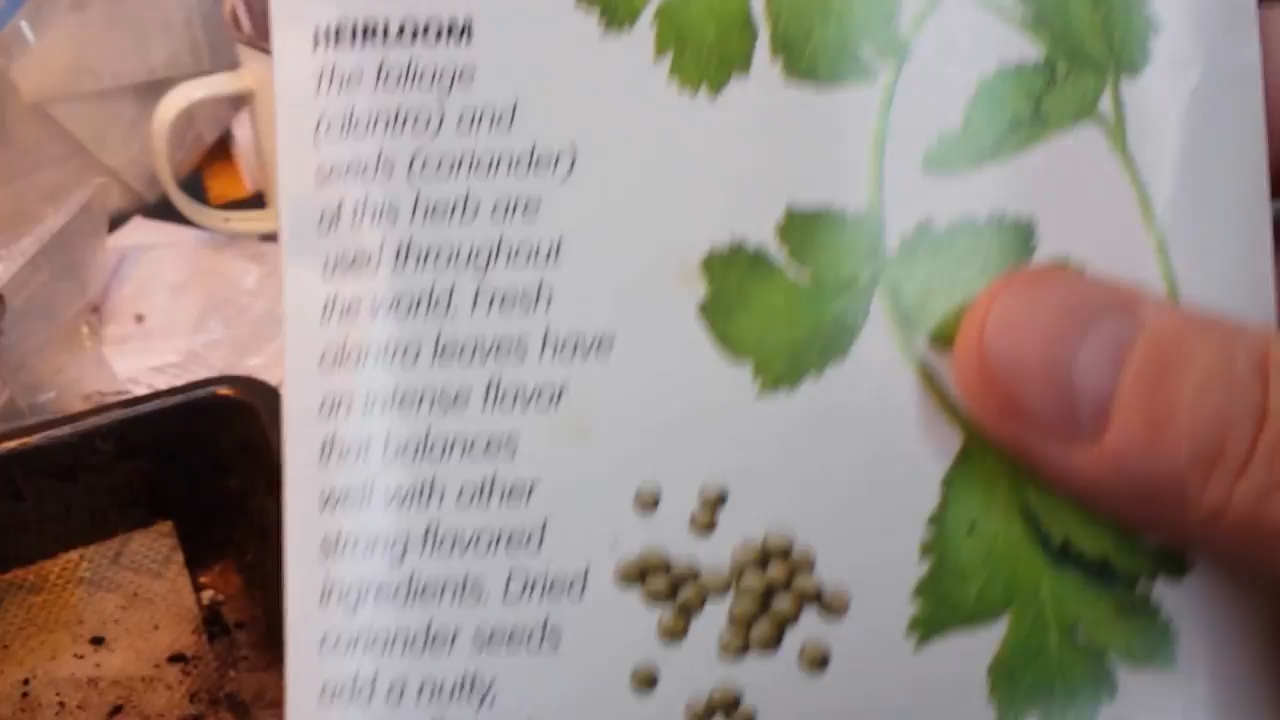 HEIRLOOM
The foliage
(cilantro) and
seeds (coriander)
of this herb are
used throughout
the world. Fresh
cilantro leaves have
an intense flavor
that balances
well with other
strong-flavored
ingredients. Dried
coriander seeds
add a nutty,